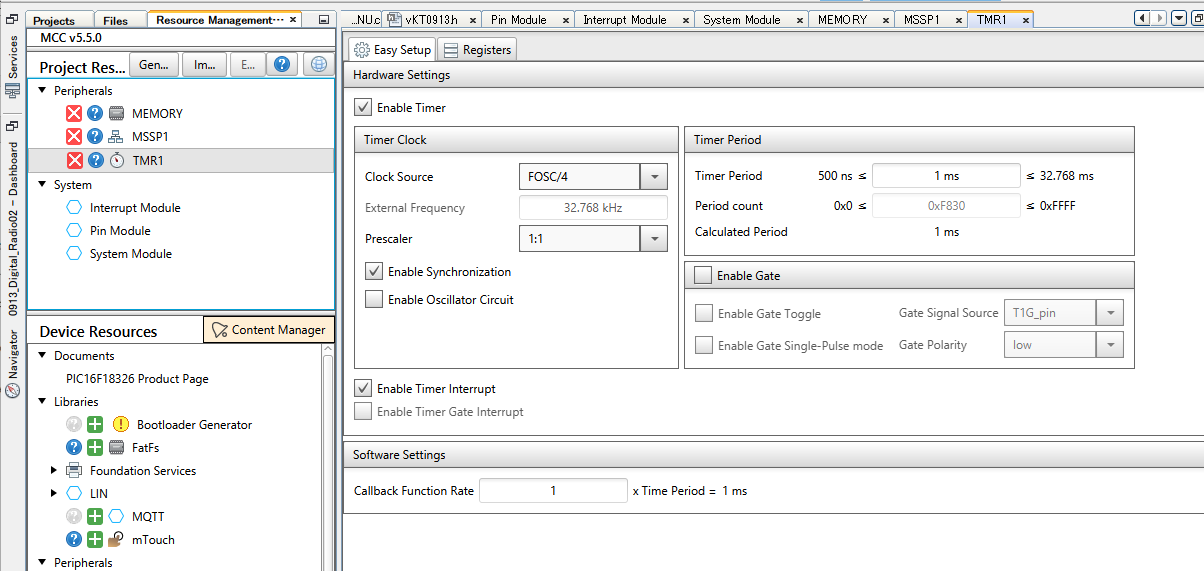 Projects
Files
Resource Management···
MCC v5.5.0
Project Res...
Gen...
Im...
E...
Peripherals
MEMORY
MSSP1
TMR1
System
Interrupt Module
Pin Module
System Module
Device Resources
Content Manager
Documents
PIC16F18326 Product Page
Libraries
Bootloader Generator
FatFs
Foundation Services
LIN
MQTT
mTouch
Peripherals
Services
0913_Digital_Radio02 - Dashboard
Navigator
...NU.c
vKT0913.h
Pin Module
Interrupt Module
System Module
MEMORY
MSSP1
TMR1
Easy Setup
Registers
Hardware Settings
Enable Timer
Timer Clock
Clock Source FOSC/4
External Frequency 32.768 kHz
Prescaler 1:1
Enable Synchronization
Enable Oscillator Circuit
Timer Period
Timer Period 500 ns ≤ 1 ms ≤ 32.768 ms
Period count 0x0 ≤ 0xF830 ≤ 0xFFFF
Calculated Period 1 ms
Enable Gate
Enable Gate Toggle Gate Signal Source T1G_pin
Enable Gate Single-Pulse mode Gate Polarity low
Enable Timer Interrupt
Enable Timer Gate Interrupt
Software Settings
Callback Function Rate 1 x Time Period = 1 ms